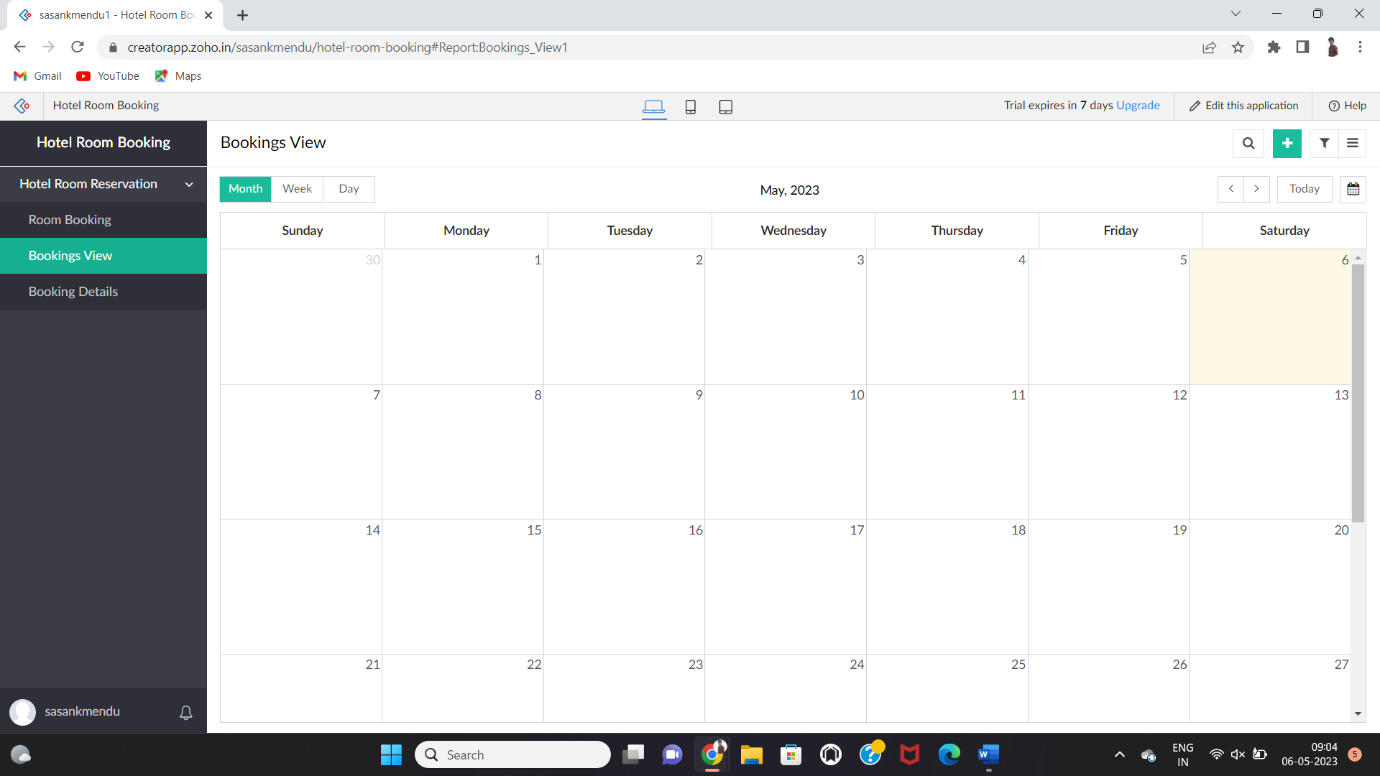 sasankmendu1 - Hotel Room Bo
creatorapp.zoho.in/sasankmendu/hotel-room-booking#Report:Bookings_View1
Gmail YouTube Maps
Hotel Room Booking Trial expires in 7 days Upgrade Edit this application Help
Hotel Room Booking Bookings View
Hotel Room Reservation Month Week Day May, 2023 Today
Room Booking
Bookings View
Booking Details
Sunday Monday Tuesday Wednesday Thursday Friday Saturday
30 1 2 3 4 5 6
7 8 9 10 11 12 13
14 15 16 17 18 19 20
21 22 23 24 25 26 27
sasankmendu
Search W ENG 09:04
IN 06-05-2023 5